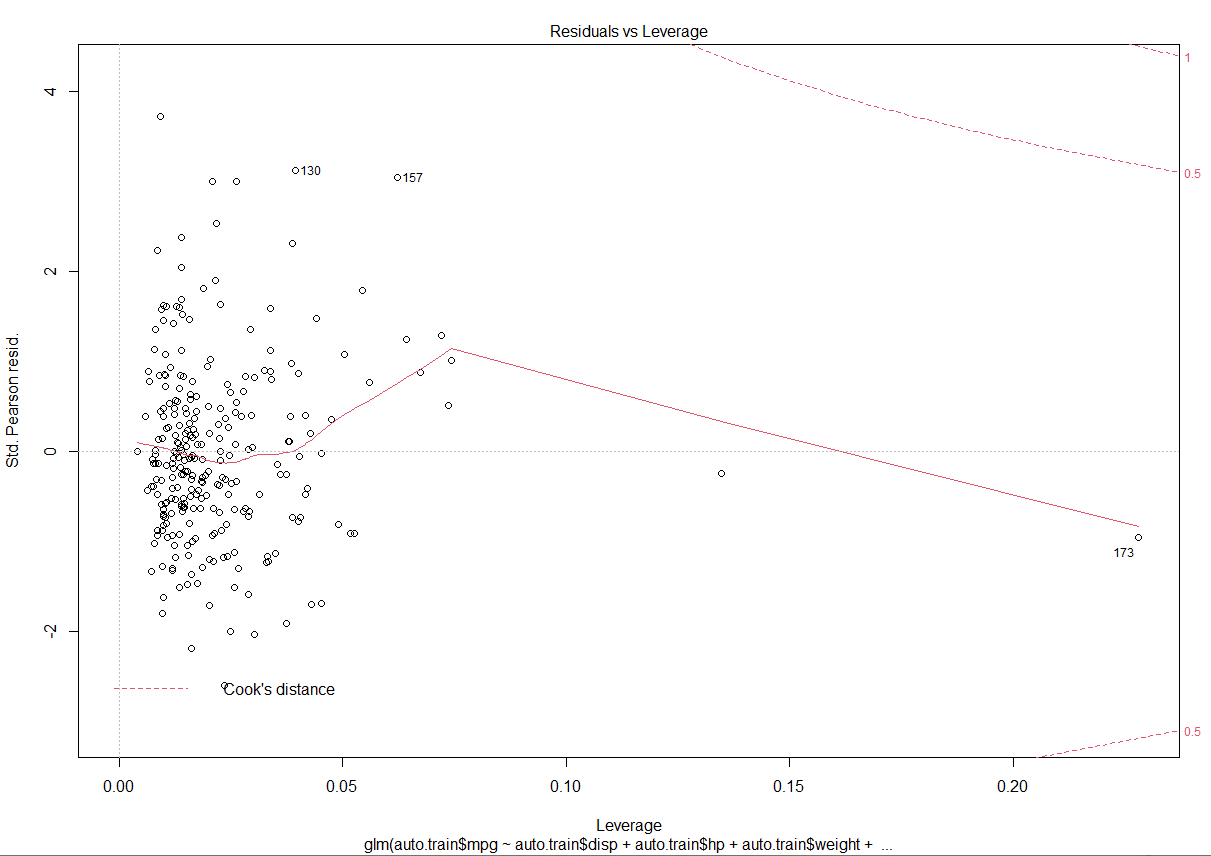 Residuals vs Leverage
1
4
130
157
0.5
2
Std. Pearson resid.
0
173
-2
Cook's distance
0.5
0.00 0.05 0.10 0.15 0.20
Leverage
glm(auto.train$mpg ~ auto.train$disp + auto.train$hp + auto.train$weight + ...